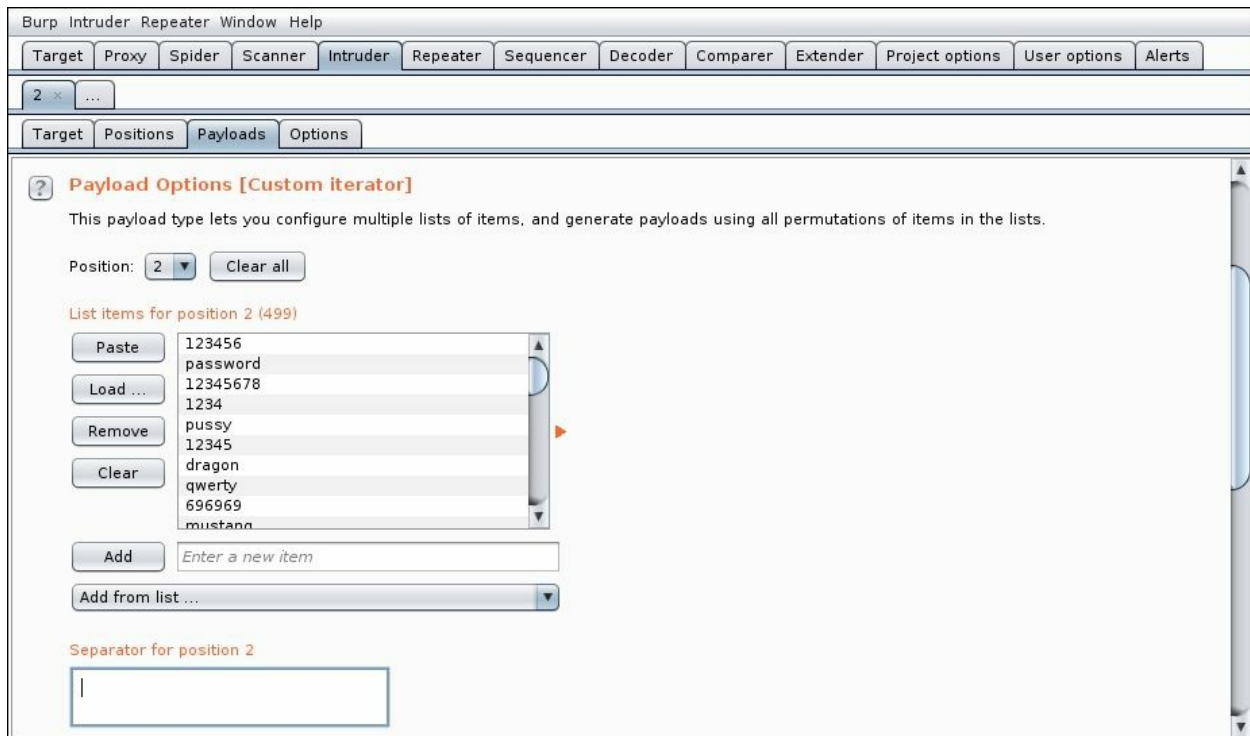 Burp Intruder Repeater Window Help
Target Proxy Spider Scanner Intruder Repeater Sequencer Decoder Comparer Extender Project options User options Alerts
2 × ...
Target Positions Payloads Options
? Payload Options [Custom iterator]
This payload type lets you configure multiple lists of items, and generate payloads using all permutations of items in the lists.
Position: 2 Clear all
List items for position 2 (499)
Paste
Load ...
Remove
Clear
123456
password
12345678
1234
pussy
12345
dragon
qwerty
696969
mustang
Add Enter a new item
Add from list ...
Separator for position 2